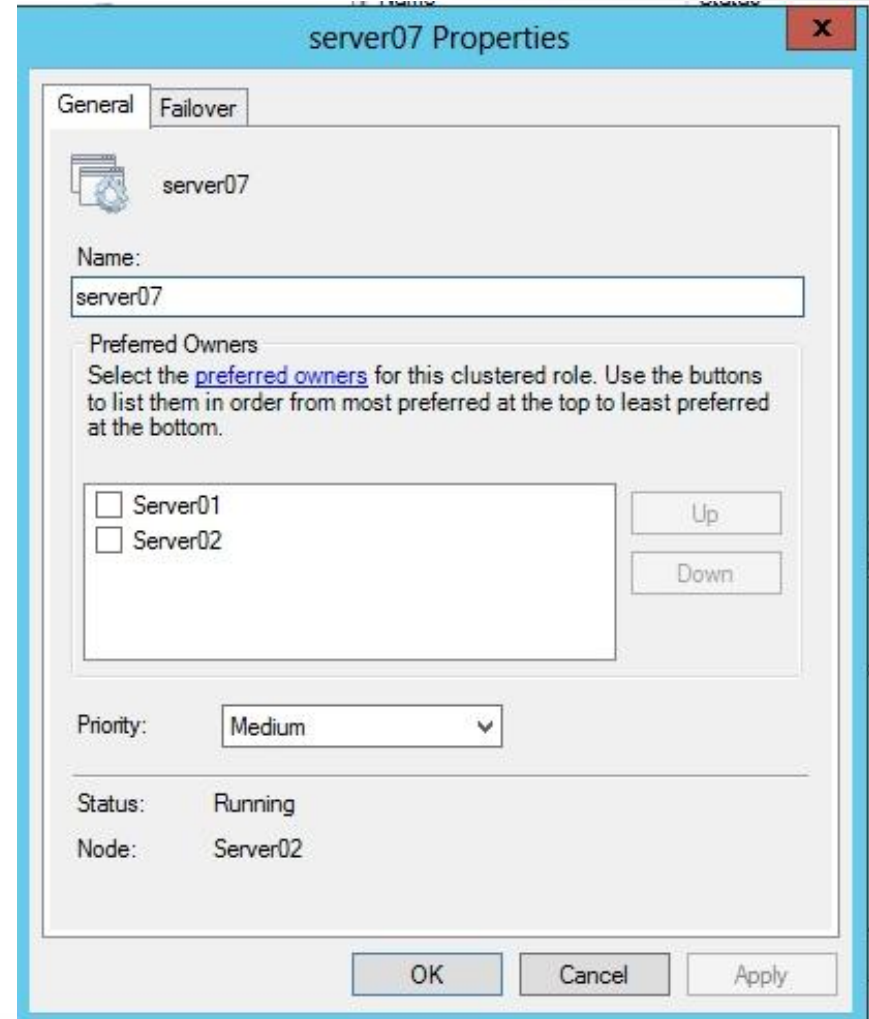 server07 Properties
x
General
Failover
server07
Name:
server07
Preferred Owners
Select the preferred owners for this clustered role. Use the buttons
to list them in order from most preferred at the top to least preferred
at the bottom.
Server01
Server02
Up
Down
Priority:
Medium
Status:
Running
Node:
Server02
OK
Cancel
Apply